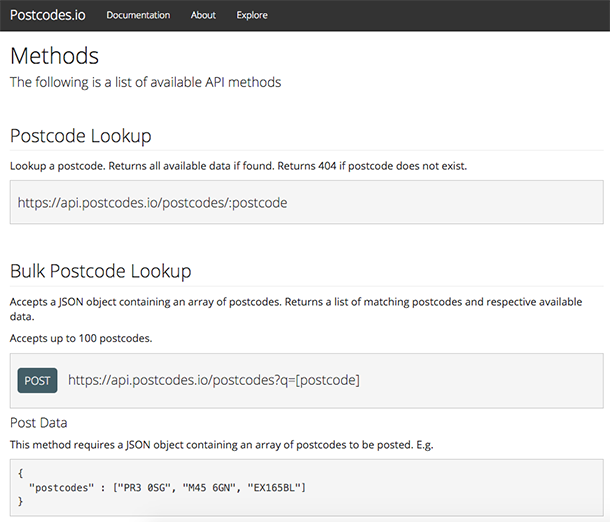 Postcodes.io Documentation About Explore
Methods
The following is a list of available API methods
Postcode Lookup
Lookup a postcode. Returns all available data if found. Returns 404 if postcode does not exist.
https://api.postcodes.io/postcodes/:postcode
Bulk Postcode Lookup
Accepts a JSON object containing an array of postcodes. Returns a list of matching postcodes and respective available
data.
Accepts up to 100 postcodes.
POST https://api.postcodes.io/postcodes?q=[postcode]
Post Data
This method requires a JSON object containing an array of postcodes to be posted. E.g.
{
  "postcodes" : ["PR3 0SG", "M45 6GN", "EX165BL"]
}